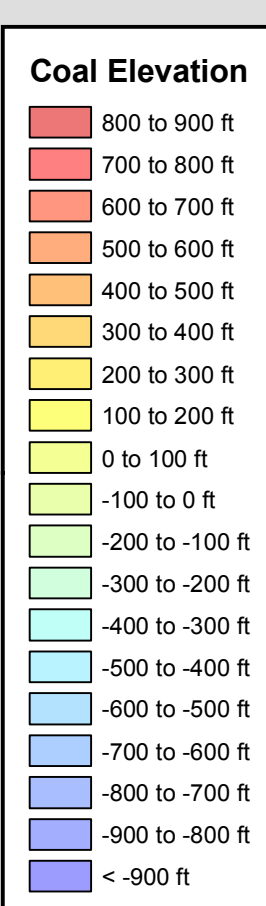 Coal Elevation
800 to 900 ft
700 to 800 ft
600 to 700 ft
500 to 600 ft
400 to 500 ft
300 to 400 ft
200 to 300 ft
100 to 200 ft
0 to 100 ft
-100 to 0 ft
-200 to -100 ft
-300 to -200 ft
-400 to -300 ft
-500 to -400 ft
-600 to -500 ft
-700 to -600 ft
-800 to -700 ft
-900 to -800 ft
< -900 ft